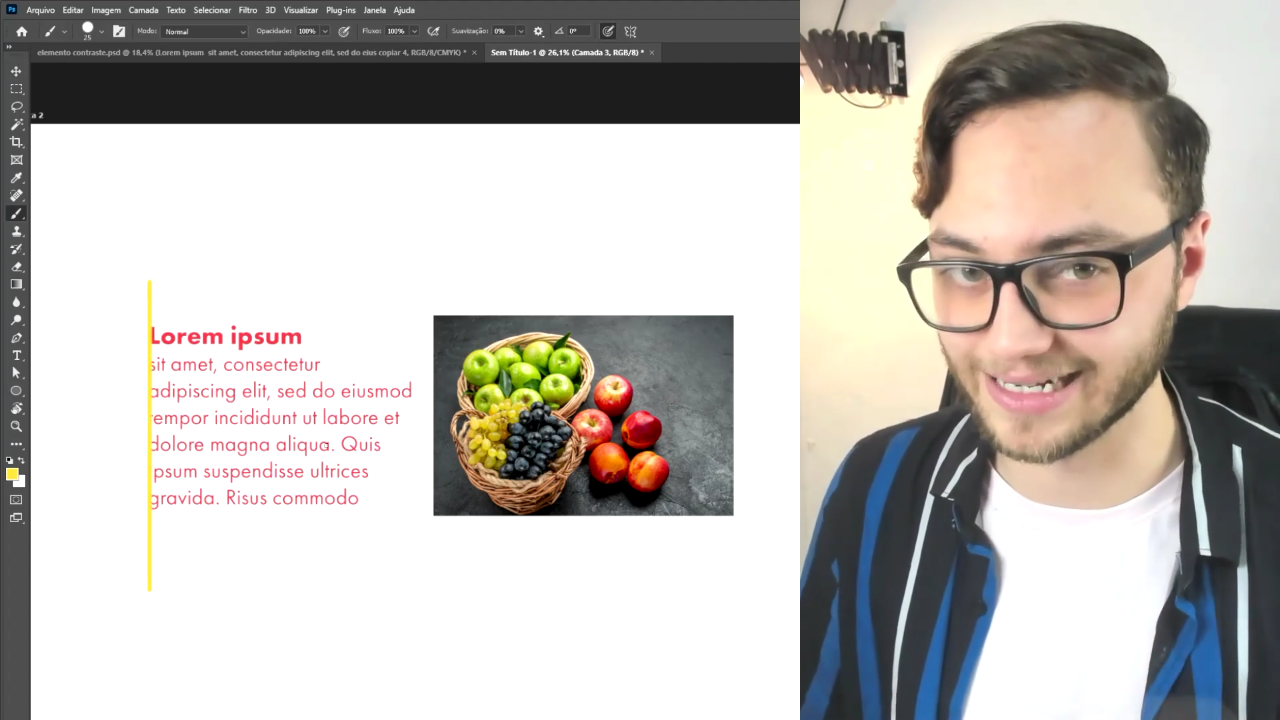 Ps Arquivo Editar Imagem Camada Texto Selecionar Filtro 3D Visualizar Plug-ins Janela Ajuda
25 Modo: Normal Opacidade: 100% Fluxo: 100% Suavização: 0% 0°
elemento contraste.psd @ 18,4% (Lorem ipsum sit amet, consectetur adipiscing elit, sed do eius copiar 4, RGB/8/CMYK) * × Sem Título-1 @ 26,1% (Camada 3, RGB/8) * ×
a 2
Lorem ipsum
sit amet, consectetur
adipiscing elit, sed do eiusmod
tempor incididunt ut labore et
dolore magna aliqua. Quis
ipsum suspendisse ultrices
gravida. Risus commodo